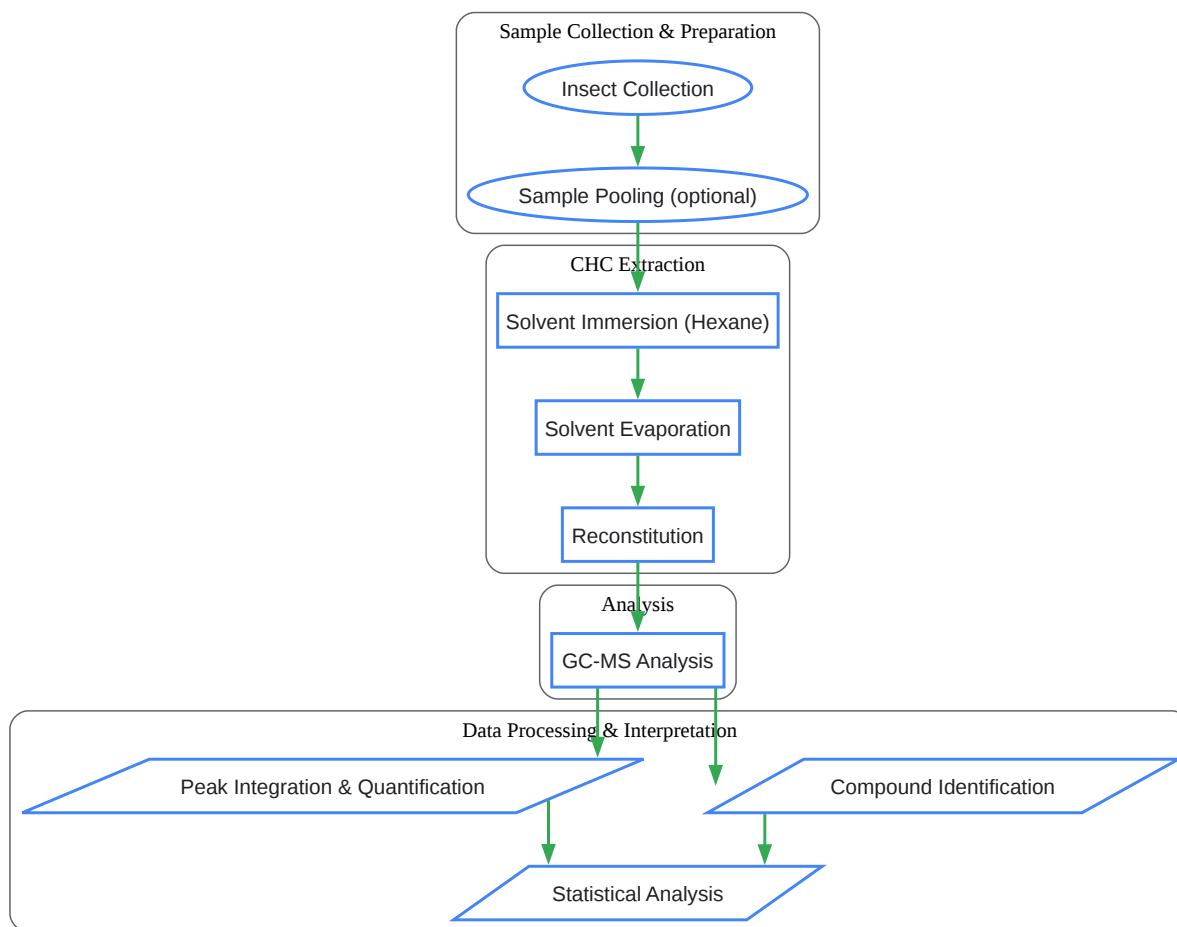 Sample Collection & Preparation
Insect Collection
Sample Pooling (optional)
CHC Extraction
Solvent Immersion (Hexane)
Solvent Evaporation
Reconstitution
Analysis
GC-MS Analysis
Data Processing & Interpretation
Peak Integration & Quantification
Compound Identification
Statistical Analysis